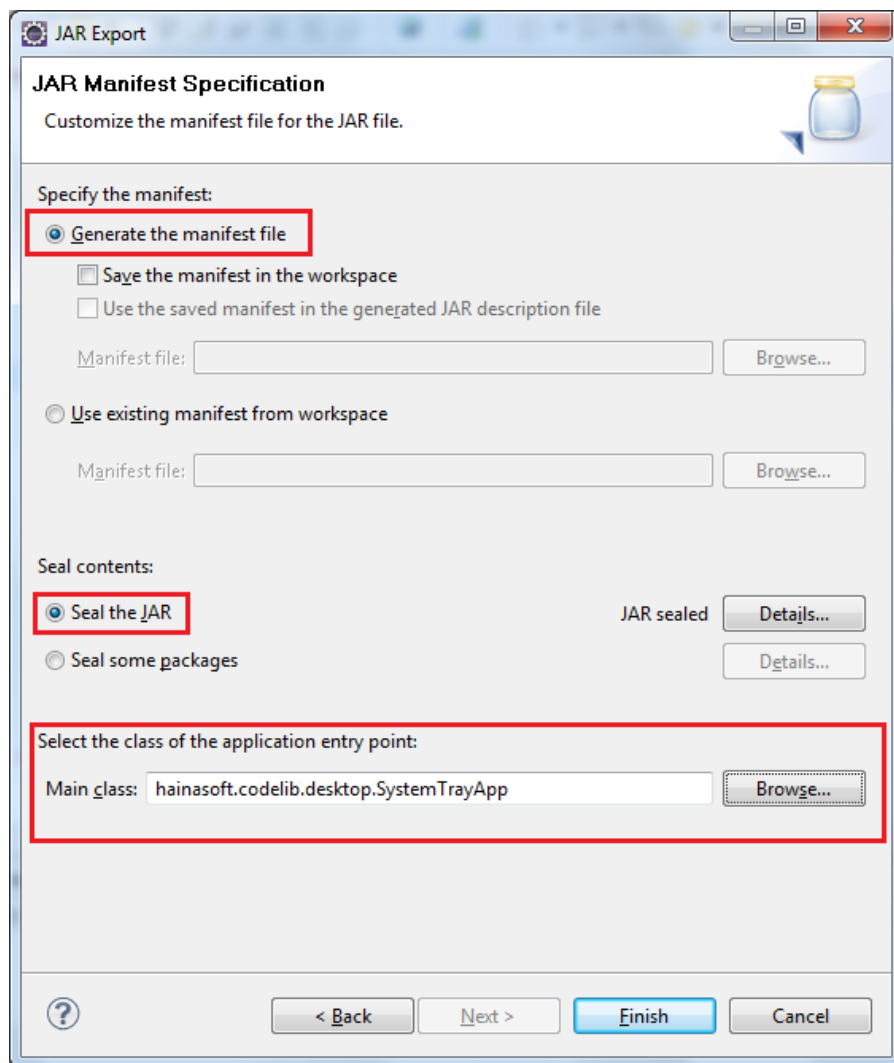 JAR Export
JAR Manifest Specification
Customize the manifest file for the JAR file.
Specify the manifest:
Generate the manifest file
Save the manifest in the workspace
Use the saved manifest in the generated JAR description file
Manifest file:
Browse...
Use existing manifest from workspace
Manifest file:
Browse...
Seal contents:
Seal the JAR
JAR sealed
Details...
Seal some packages
Details...
Select the class of the application entry point:
Main class: hainasoft.codelib.desktop.SystemTrayApp
Browse...
?
< Back
Next >
Finish
Cancel